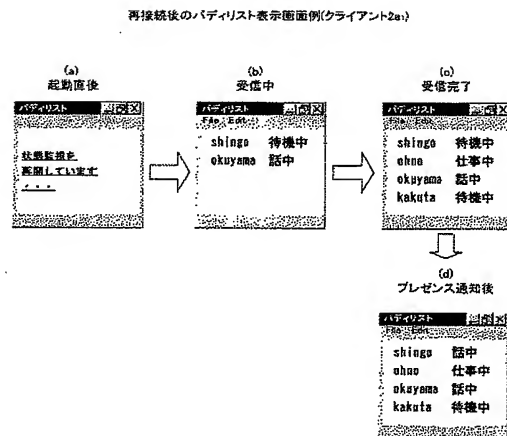 再接続後のバディリスト表示画面例(クライアント2a₁)
(a)
起動直後
バディリスト
状態監視を
再開しています
・・・
(b)
受信中
バディリスト
File Edit
shingo 待機中
okuyama 話中
(c)
受信完了
バディリスト
File Edit
shingo 待機中
ohno 仕事中
okuyama 話中
kakuta 待機中
(d)
プレゼンス通知後
バディリスト
File Edit
shingo 話中
ohno 仕事中
okuyama 話中
kakuta 待機中